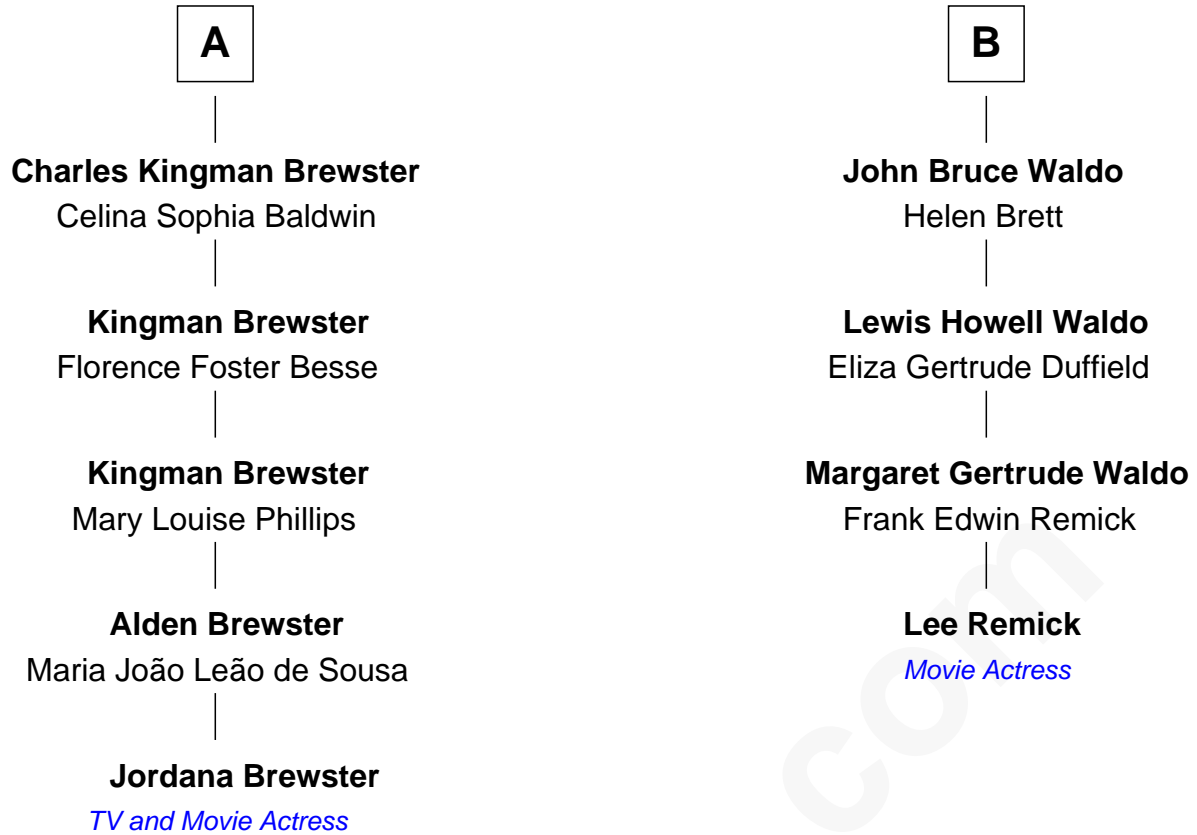 A
Charles Kingman Brewster
Celina Sophia Baldwin
Kingman Brewster
Florence Foster Besse
Kingman Brewster
Mary Louise Phillips
Alden Brewster
Maria João Leão de Sousa
Jordana Brewster
TV and Movie Actress
B
John Bruce Waldo
Helen Brett
Lewis Howell Waldo
Eliza Gertrude Duffield
Margaret Gertrude Waldo
Frank Edwin Remick
Lee Remick
Movie Actress
com